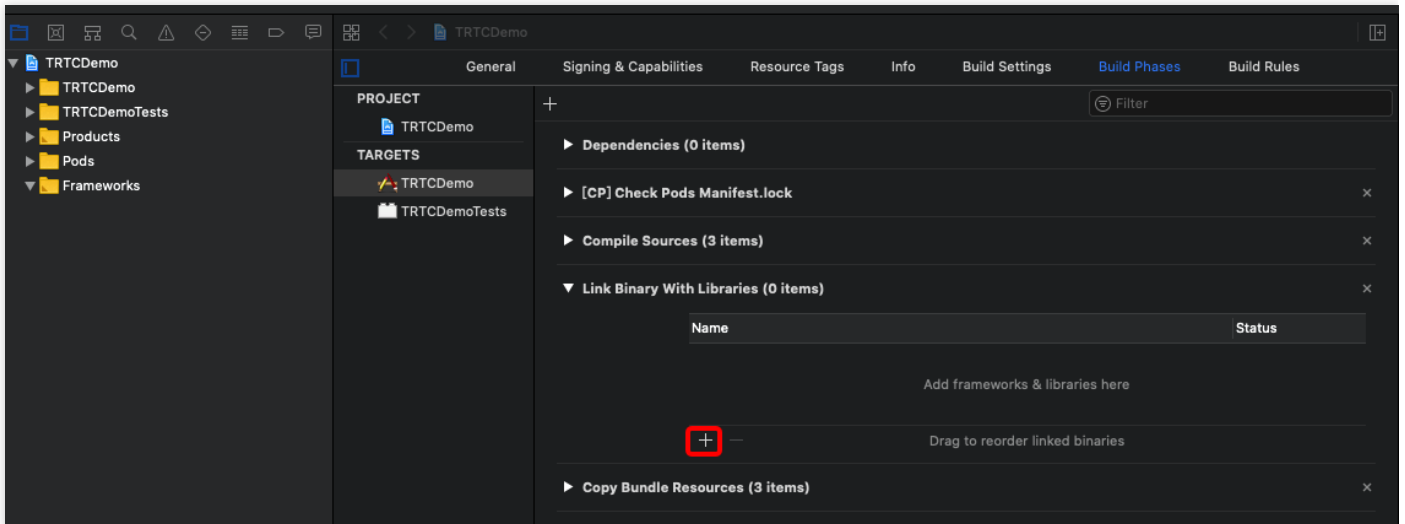 TRTCDemo
TRTCDemo
TRTCDemo
TRTCDemoTests
Products
Pods
Frameworks
General Signing & Capabilities Resource Tags Info Build Settings Build Phases Build Rules
PROJECT
TRTCDemo
TARGETS
TRTCDemo
TRTCDemoTests
Filter
Dependencies (0 items)
[CP] Check Pods Manifest.lock
Compile Sources (3 items)
Link Binary With Libraries (0 items)
Name Status
Add frameworks & libraries here
Drag to reorder linked binaries
Copy Bundle Resources (3 items)